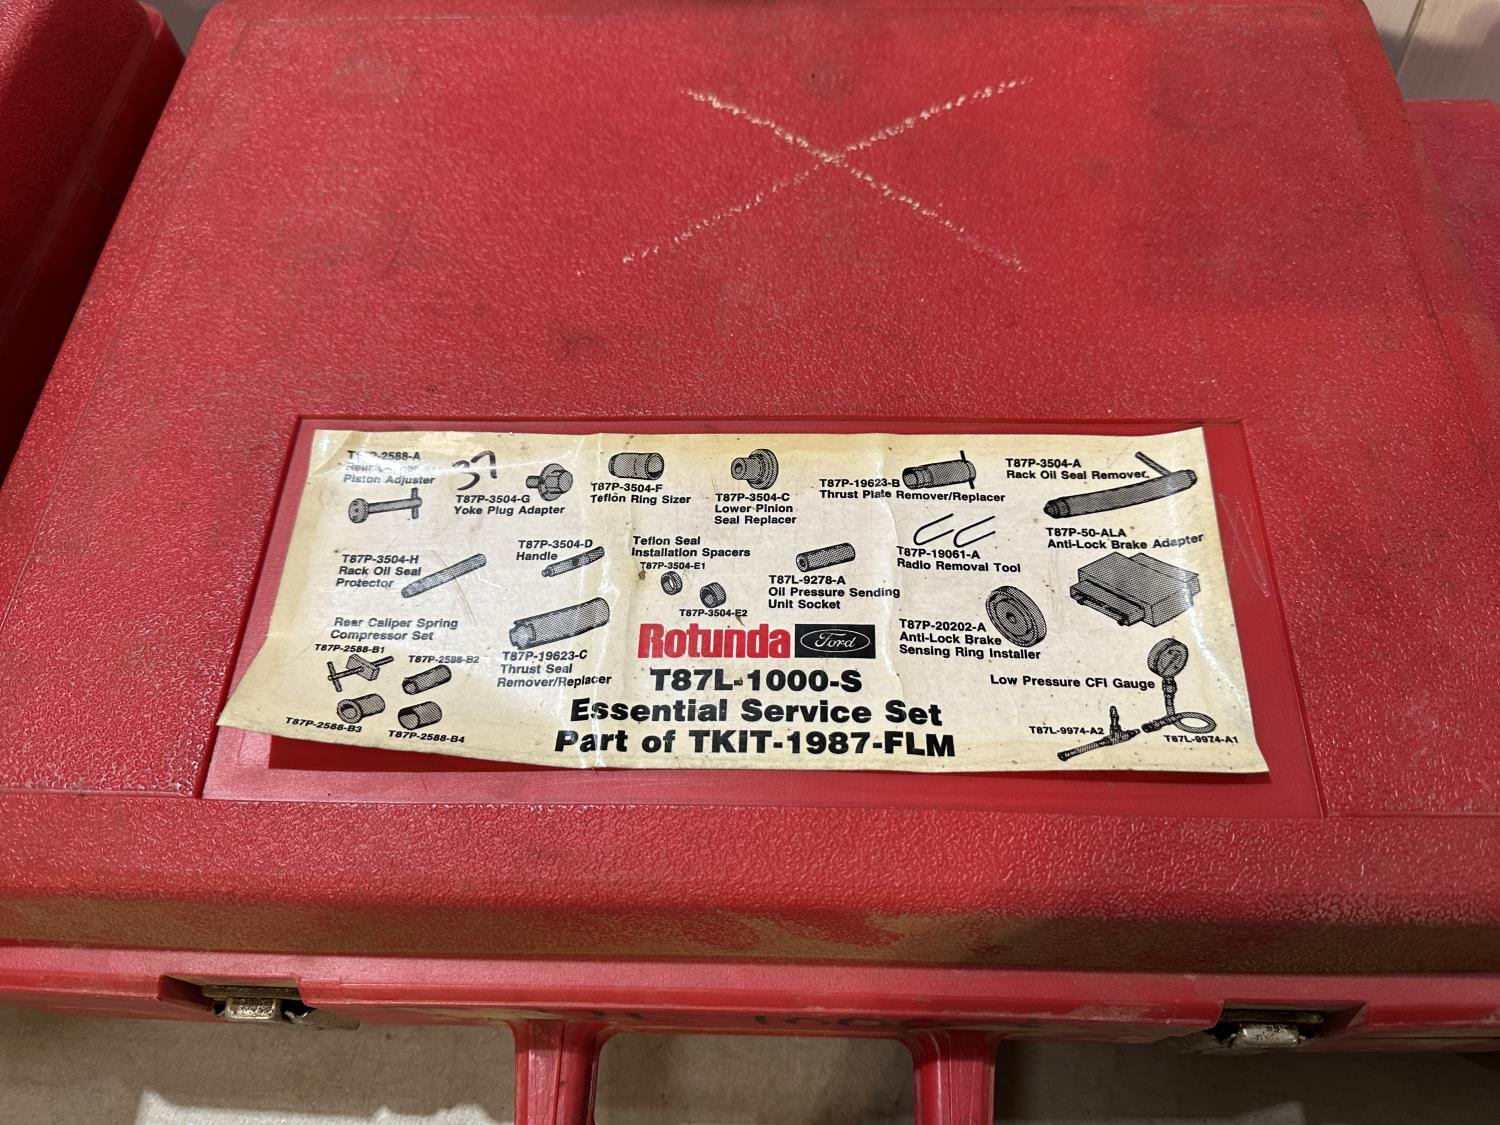 -2588-A
Rear
Piston Adjuster
37
T87P-3504-G
Yoke Plug Adapter
T87P-3504-F
Teflon Ring Sizer
T87P-3504-C
Lower Pinion
Seal Replacer
T87P-19623-B
Thrust Plate Remover/Replacer
T87P-3504-A
Rack Oil Seal Remover
T87P-3504-H
Rack Oil Seal
Protector
T87P-3504-D
Handle
Teflon Seal
Installation Spacers
T87P-3504-E1
T87P-3504-E2
T87L-9278-A
Oil Pressure Sending
Unit Socket
T87P-19061-A
Radio Removal Tool
T87P-50-ALA
Anti-Lock Brake Adapter
Rear Caliper Spring
Compressor Set
T87P-2588-B1
T87P-2588-B2
T87P-2588-B3
T87P-2588-B4
T87P-19623-C
Thrust Seal
Remover/Replacer
T87P-20202-A
Anti-Lock Brake
Sensing Ring Installer
Low Pressure CFI Gauge
T87L-9974-A2
T87L-9974-A1
Rotunda Ford
T87L-1000-S
Essential Service Set
Part of TKIT-1987-FLM